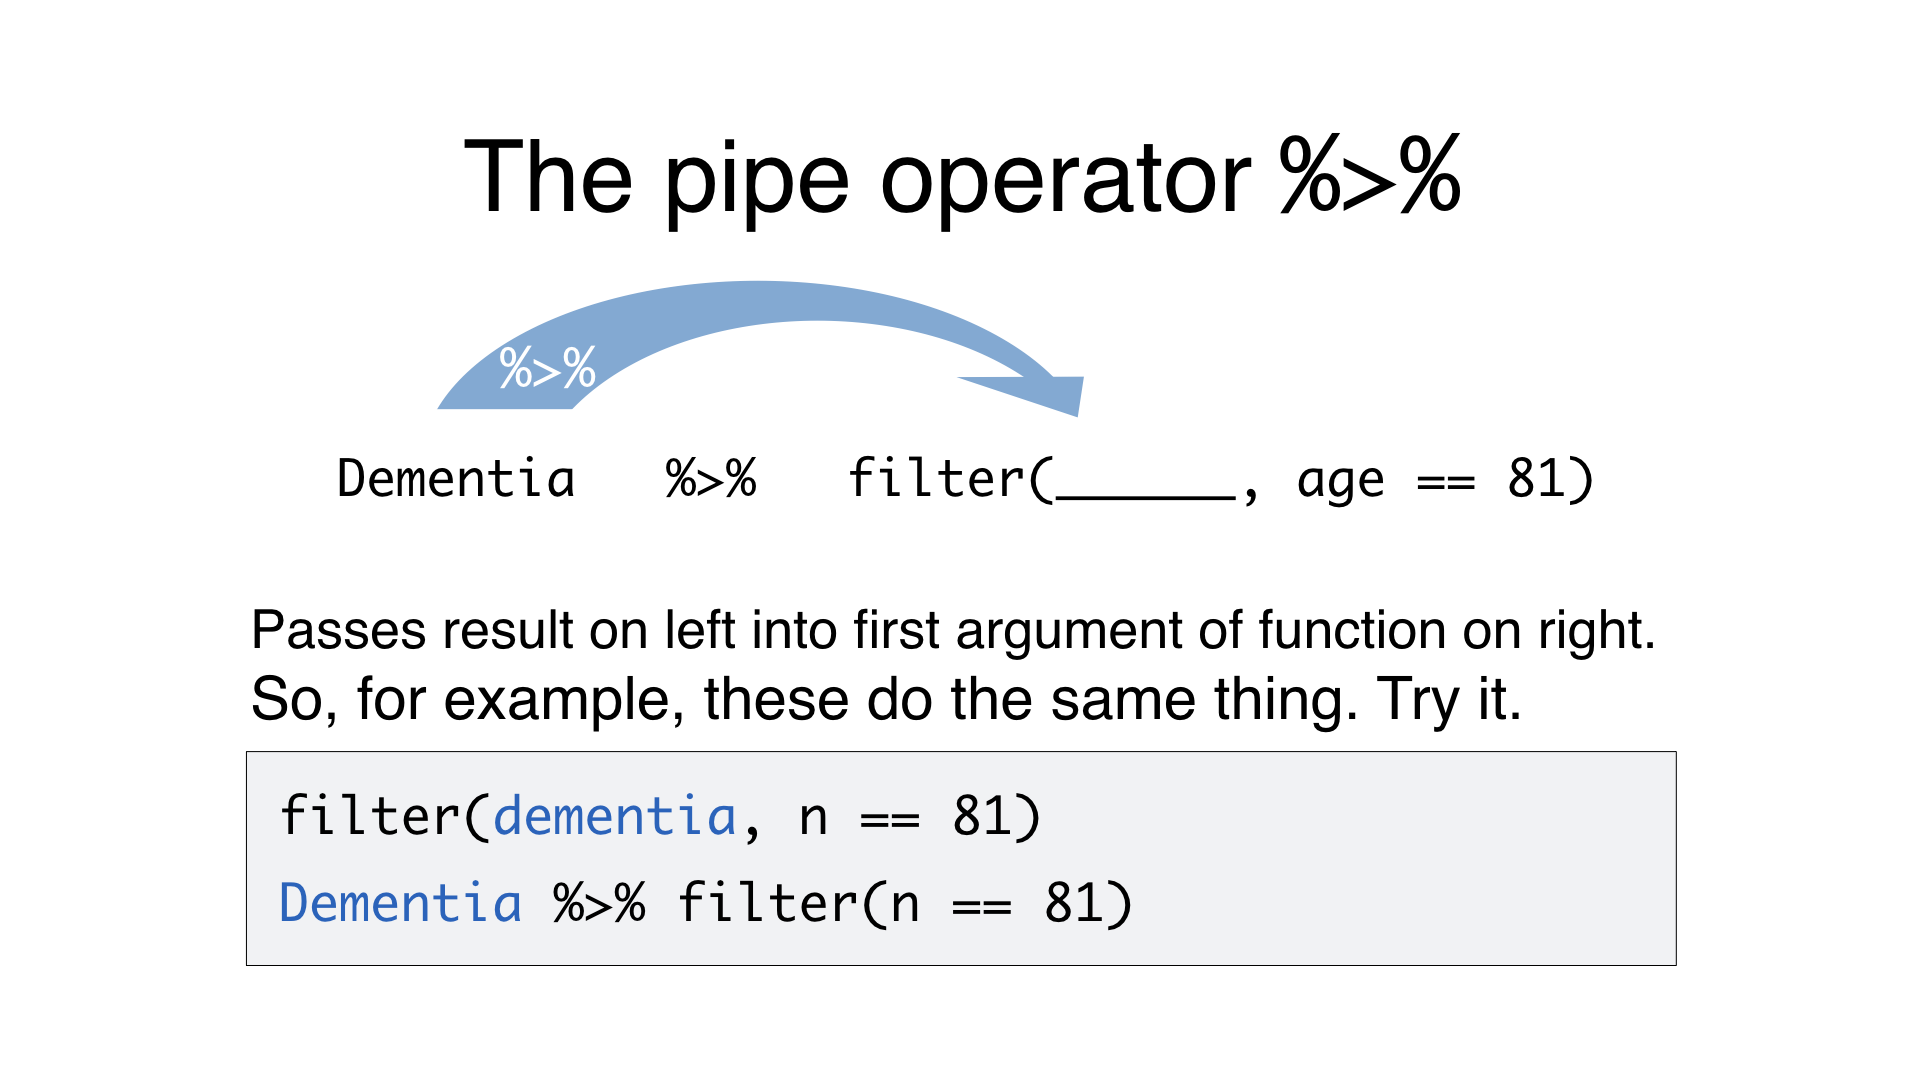 The pipe operator %>%
%>%
Dementia %>% filter(______, age == 81)
Passes result on left into first argument of function on right.
So, for example, these do the same thing. Try it.
filter(dementia, n == 81)
Dementia %>% filter(n == 81)